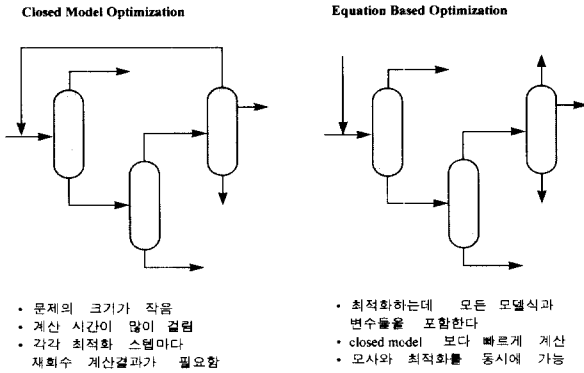 Closed Model Optimization
Equation Based Optimization
• 문제의 크기가 작음
• 계산 시간이 많이 걸림
• 각각 최적화 스텝마다
재회수 계산결과가 필요함
• 최적화하는데 모든 모델식과
변수들을 포함한다
• closed model 보다 빠르게 계산
• 모사와 최적화를 동시에 가능